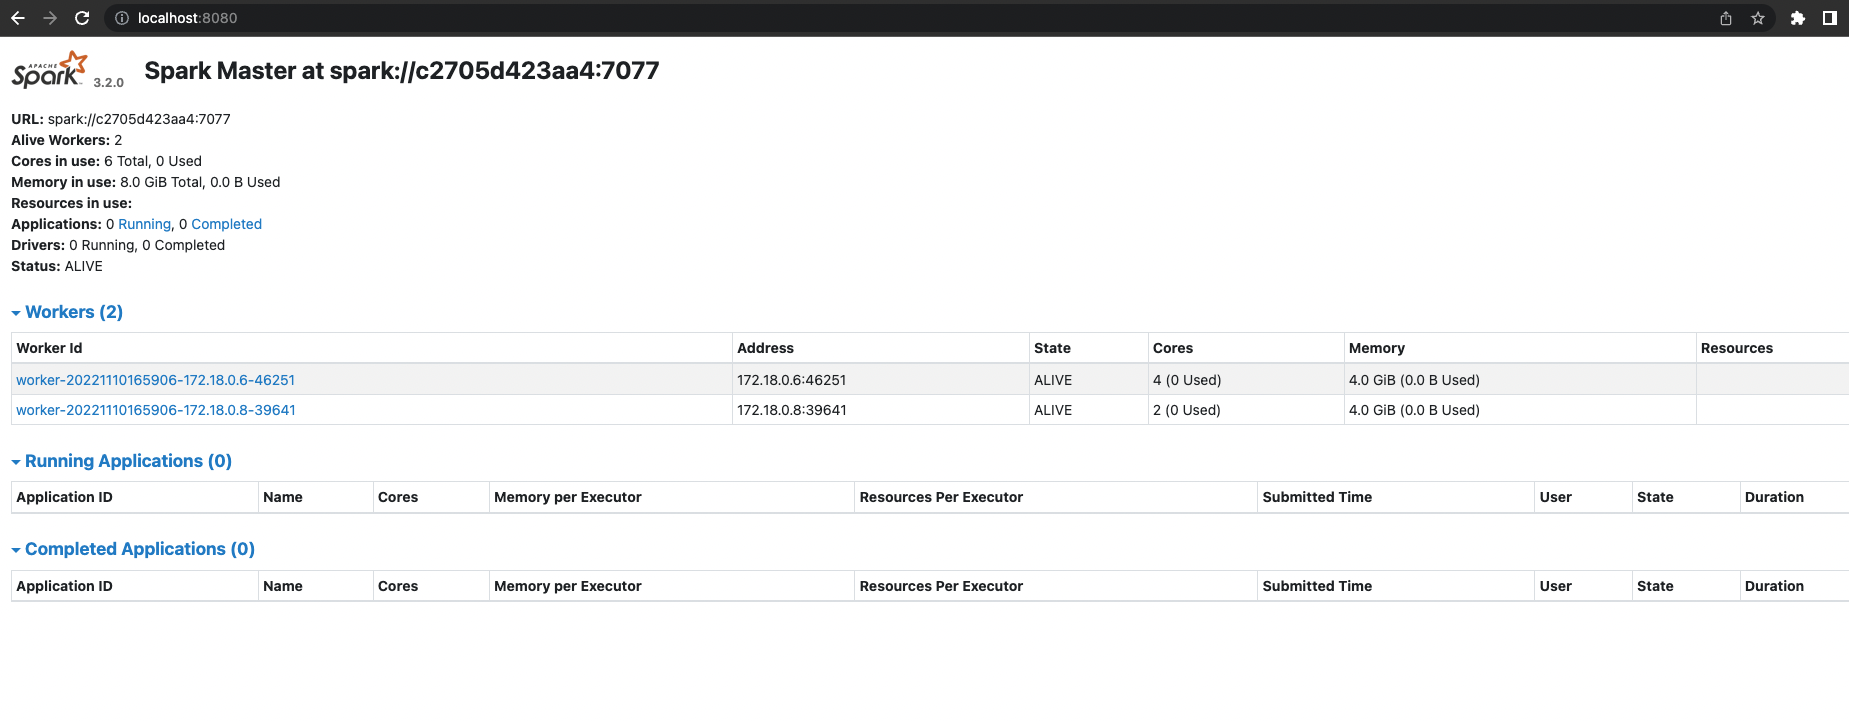 localhost:8080
APACHE
Spark 3.2.0 Spark Master at spark://c2705d423aa4:7077
URL: spark://c2705d423aa4:7077
Alive Workers: 2
Cores in use: 6 Total, 0 Used
Memory in use: 8.0 GiB Total, 0.0 B Used
Resources in use:
Applications: 0 Running, 0 Completed
Drivers: 0 Running, 0 Completed
Status: ALIVE
Workers (2)
Worker Id Address State Cores Memory Resources
worker-20221110165906-172.18.0.6-46251 172.18.0.6:46251 ALIVE 4 (0 Used) 4.0 GiB (0.0 B Used)
worker-20221110165906-172.18.0.8-39641 172.18.0.8:39641 ALIVE 2 (0 Used) 4.0 GiB (0.0 B Used)
Running Applications (0)
Application ID Name Cores Memory per Executor Resources Per Executor Submitted Time User State Duration
Completed Applications (0)
Application ID Name Cores Memory per Executor Resources Per Executor Submitted Time User State Duration